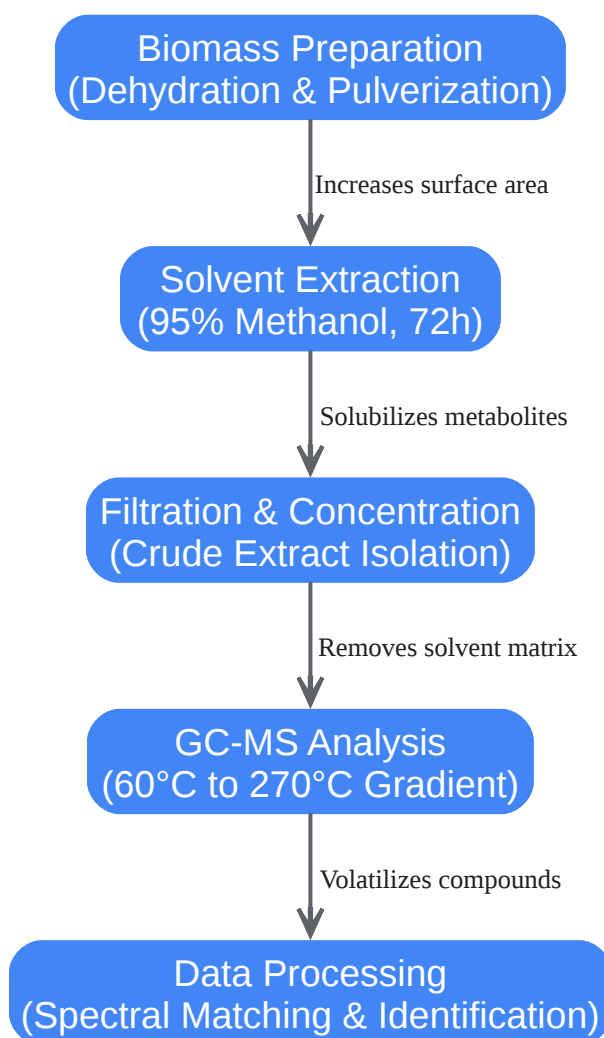 Biomass Preparation
(Dehydration & Pulverization)
Increases surface area
Solvent Extraction
(95% Methanol, 72h)
Solubilizes metabolites
Filtration & Concentration
(Crude Extract Isolation)
Removes solvent matrix
GC-MS Analysis
(60°C to 270°C Gradient)
Volatilizes compounds
Data Processing
(Spectral Matching & Identification)